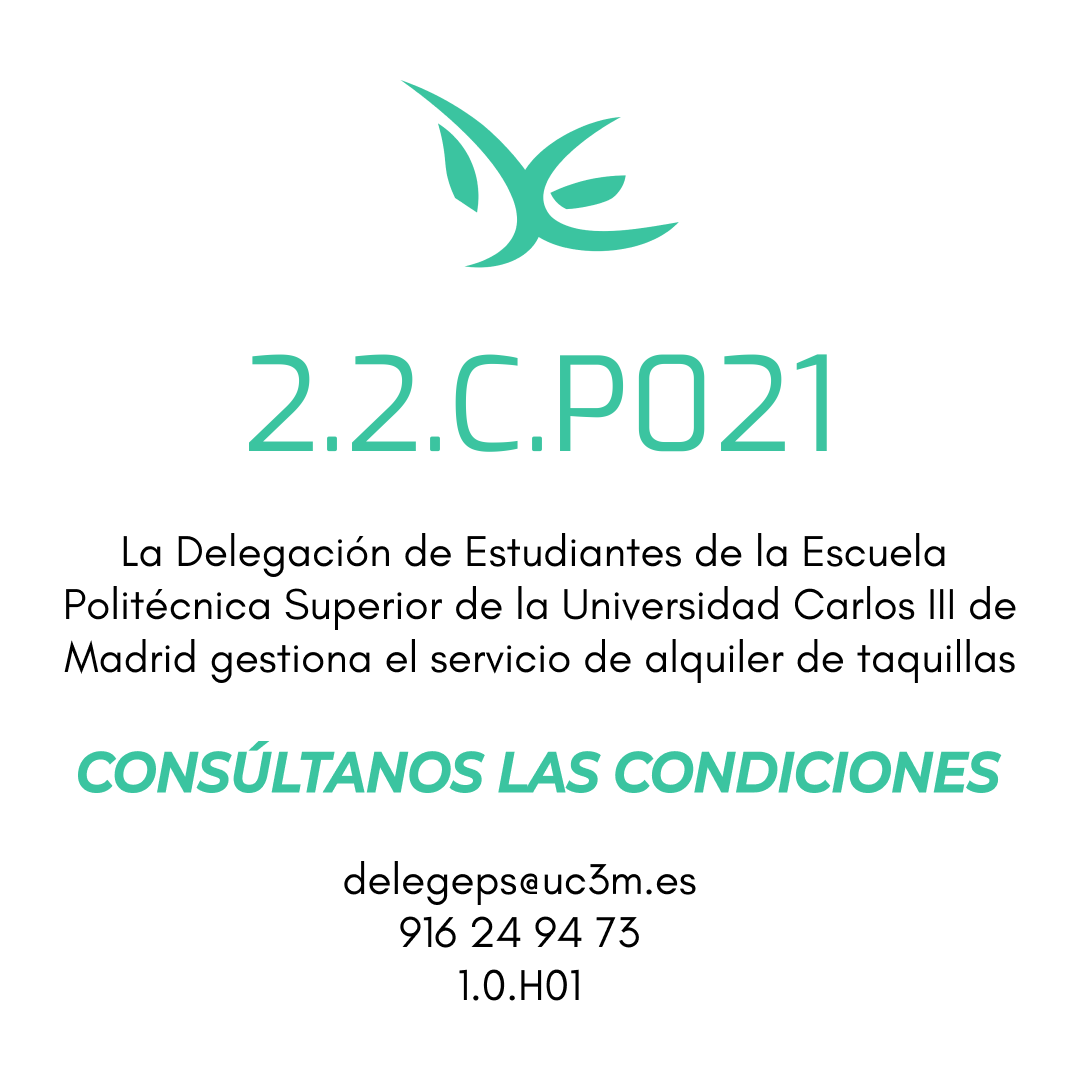 2.2.C.P021
La Delegación de Estudiantes de la Escuela
Politécnica Superior de la Universidad Carlos III de
Madrid gestiona el servicio de alquiler de taquillas
CONSÚLTANOS LAS CONDICIONES
delegeps@uc3m.es
916 24 94 73
1.0.H01